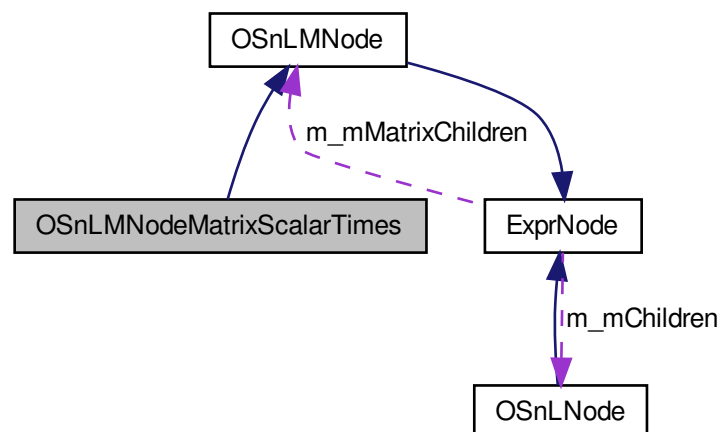 OSnLMNode
m_mMatrixChildren
OSnLMNodeMatrixScalarTimes
ExprNode
m_mChildren
OSnLNode